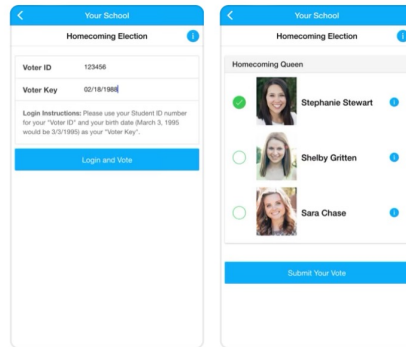 Your School
Homecoming Election
Voter ID 123456
Voter Key 02/18/1988
Login Instructions: Please use your Student ID number
for your "Voter ID" and your birth date (March 3, 1995
would be 3/3/1995) as your "Voter Key".
Login and Vote
Your School
Homecoming Election
Homecoming Queen
Stephanie Stewart
Shelby Gritten
Sara Chase
Submit Your Vote